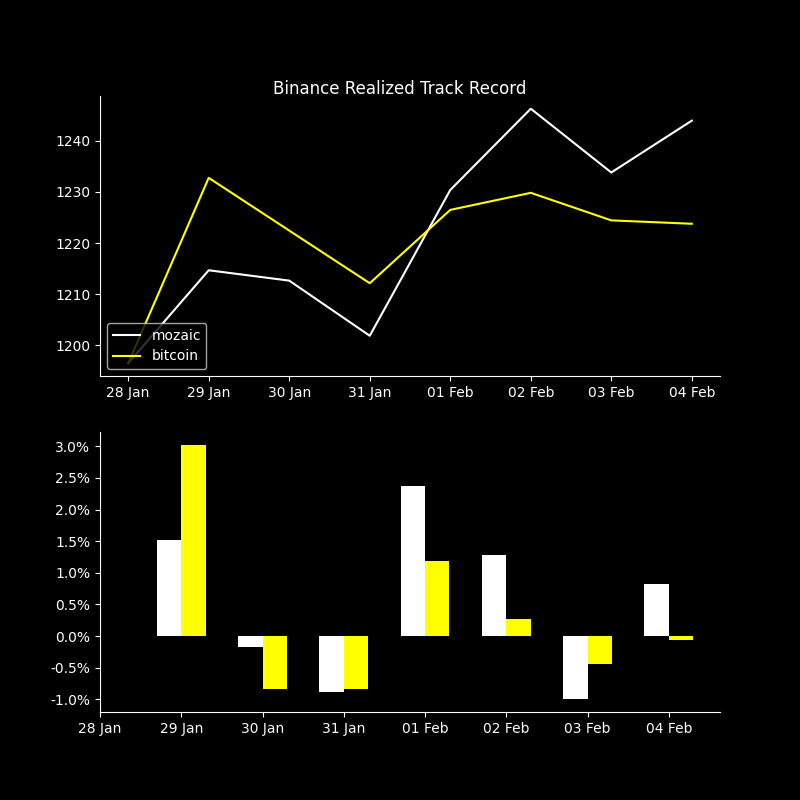 Binance Realized Track Record
1240
1230
1220
1210
1200
mozaic
bitcoin
28 Jan 29 Jan 30 Jan 31 Jan 01 Feb 02 Feb 03 Feb 04 Feb
3.0%
2.5%
2.0%
1.5%
1.0%
0.5%
0.0%
-0.5%
-1.0%
28 Jan 29 Jan 30 Jan 31 Jan 01 Feb 02 Feb 03 Feb 04 Feb